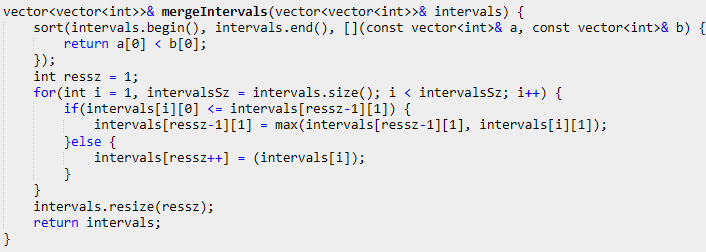 vector<vector<int>>& mergeIntervals(vector<vector<int>>& intervals) {
    sort(intervals.begin(), intervals.end(), [](const vector<int>& a, const vector<int>& b) {
        return a[0] < b[0];
    });
    int ressz = 1;
    for(int i = 1, intervalsSz = intervals.size(); i < intervalsSz; i++) {
        if(intervals[i][0] <= intervals[ressz-1][1]) {
            intervals[ressz-1][1] = max(intervals[ressz-1][1], intervals[i][1]);
        }else {
            intervals[ressz++] = (intervals[i]);
        }
    }
    intervals.resize(ressz);
    return intervals;
}